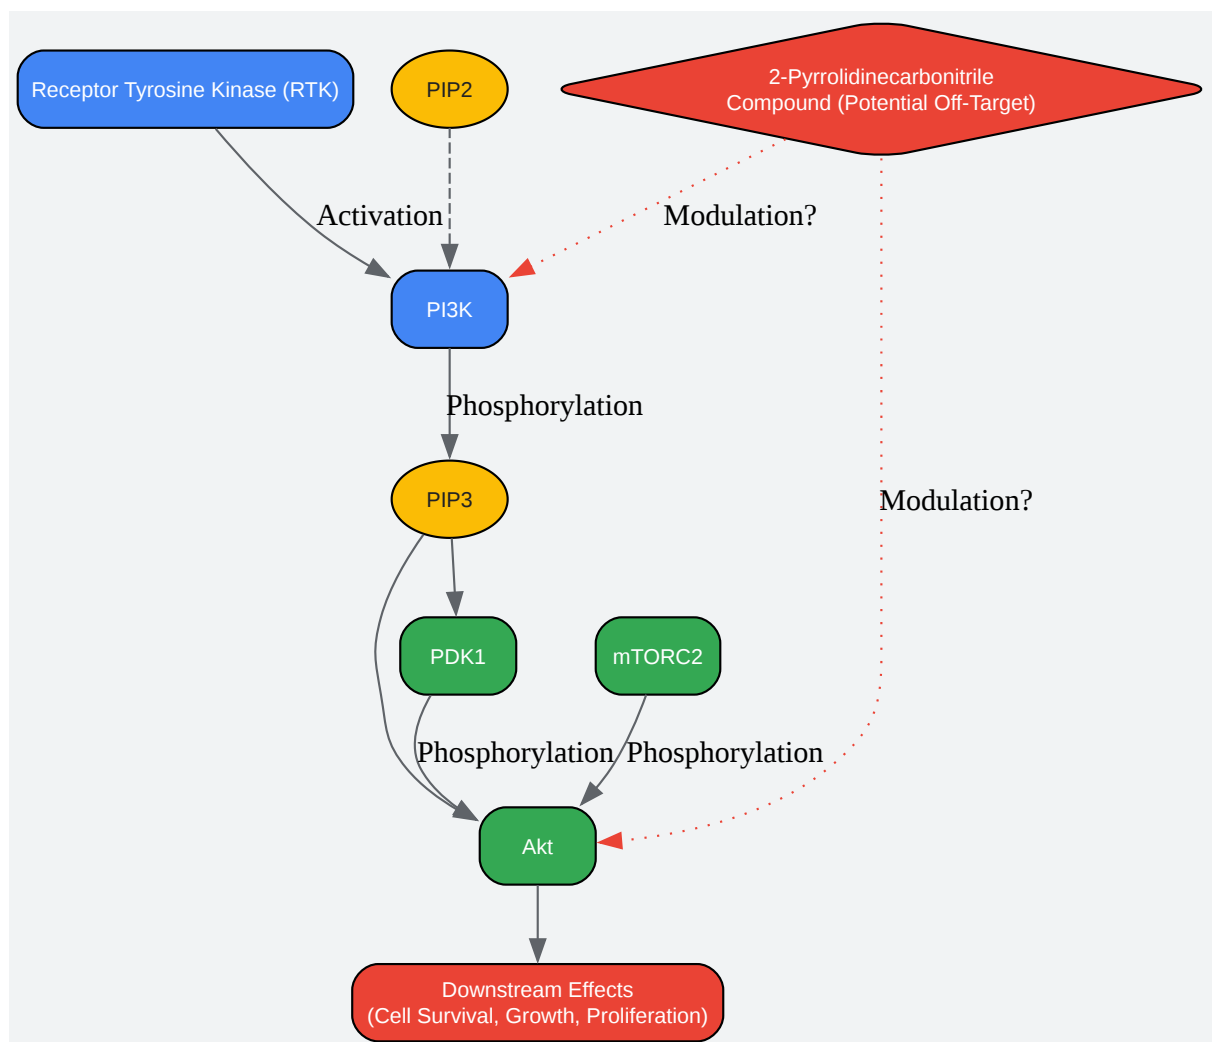 Receptor Tyrosine Kinase (RTK)
PIP2
2-Pyrrolidinecarbonitrile
Compound (Potential Off-Target)
Activation
Modulation?
PI3K
Phosphorylation
PIP3
Modulation?
PDK1
mTORC2
Phosphorylation
Phosphorylation
Akt
Downstream Effects
(Cell Survival, Growth, Proliferation)